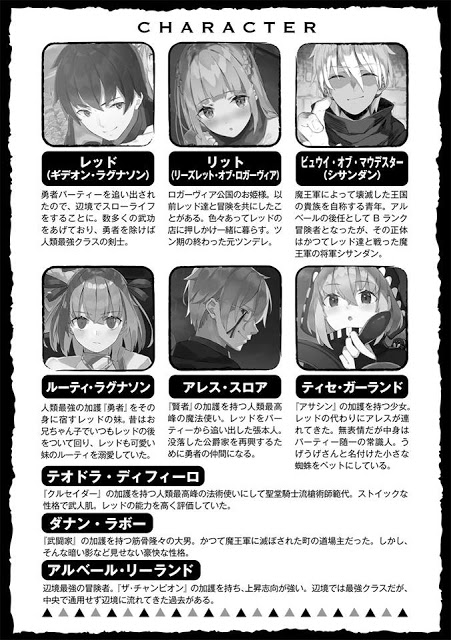 CHARACTER
レッド
(ギデオン・ラグナソン)
勇者パーティーを追い出され
たので、辺境でスローライフ
をすることに。数多くの武功
をあげており、勇者を除けば
人類最強クラスの剣士。
リット
(リーズレット・オブ・ロガーヴィア)
ロガーヴィア公国のお姫様。以
前レッド達と冒険を共にしたこ
とがある。色々あってレッドの
店に押しかけ一緒に暮らす。ツ
ン期の終わった元ツンデレ。
ビュウイ・オブ・マウデスター
(シサンダン)
魔王軍によって壊滅した王国
の貴族を自称する青年。アル
ベールの後任としてBランク
冒険者となったが、その正体
はかつてレッド達と戦った魔
王軍の将軍シサンダン。
ルーティ・ラグナソン
人類最強の加護『勇者』をその
身に宿すレッドの妹。昔はお
兄ちゃん子でいつもレッドの後
をついて回り、レッドも可愛い
妹のルーティを溺愛していた。
アレス・スロア
『賢者』の加護を持つ人類最高
峰の魔法使い。レッドをパーテ
ィーから追い出した張本人。
没落した公爵家を再興するた
めに勇者の仲間になる。
ティセ・ガーランド
『アサシン』の加護を持つ少女。
レッドの代わりにアレスが連
れてきた。無表情だが中身は
パーティー随一の常識人。う
げうげさんと名付けた小さな
蜘蛛をペットにしている。
テオドラ・ディフィーロ
『クルセイダー』の加護を持つ人類最高峰の法術使いにして聖堂騎士流槍術師範代。ストイックな
性格で武人肌。レッドの能力を高く評価していた。
ダナン・ラボー
『武闘家』の加護を持つ筋骨隆々の大男。かつて魔王軍に滅ぼされた町の道場主だった。しかし、
そんな暗い影など見せない豪快な性格。
アルベール・リーランド
辺境最強の冒険者。『ザ・チャンピオン』の加護を持ち、上昇志向が強い。辺境では最強クラスだが、
中央で通用せず辺境に流れてきた過去がある。